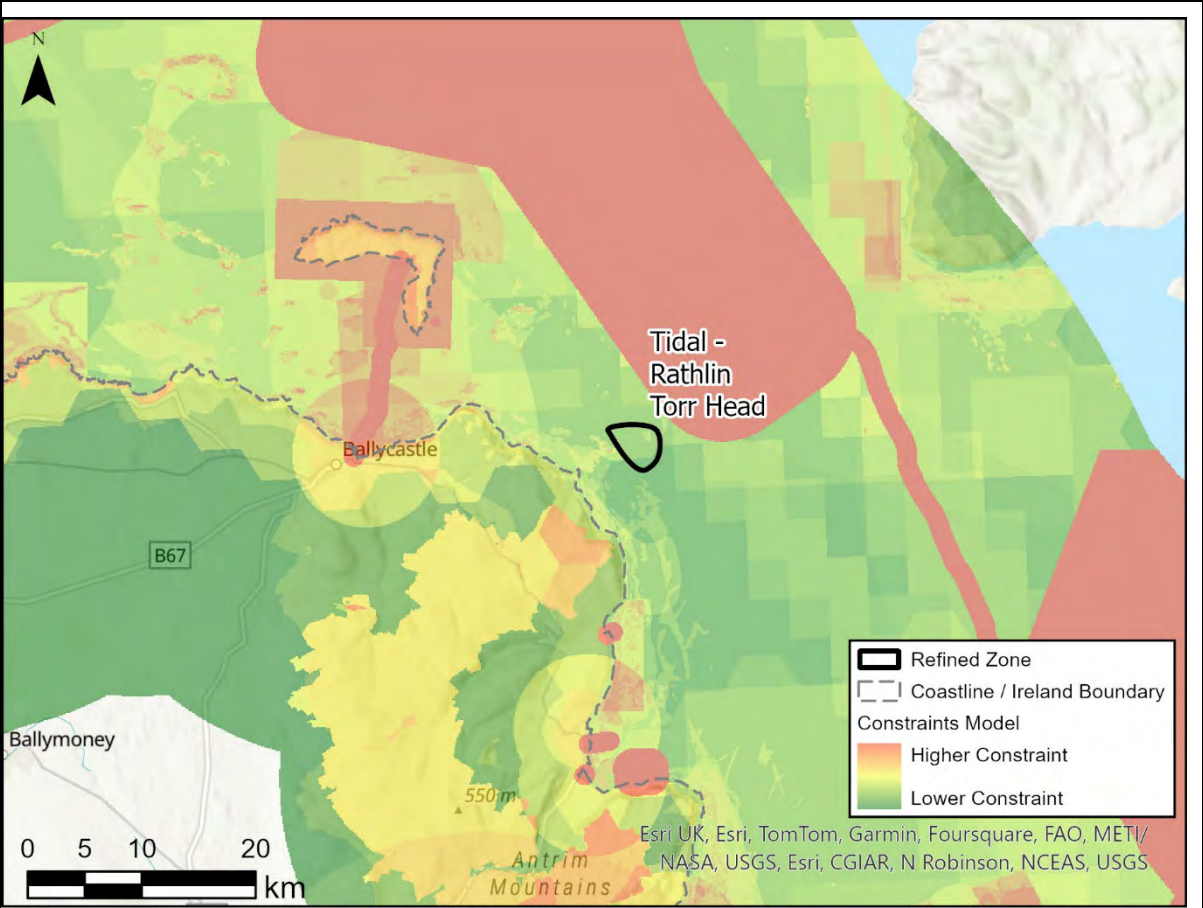 N
Tidal -
Rathlin
Torr Head
Ballycastle
B67
Ballymoney
550 m
Antrim
Mountains
Refined Zone
Coastline / Ireland Boundary
Constraints Model
Higher Constraint
Lower Constraint
Esri UK, Esri, TomTom, Garmin, Foursquare, FAO, METI/
NASA, USGS, Esri, CGIAR, N Robinson, NCEAS, USGS
0 5 10 20
km